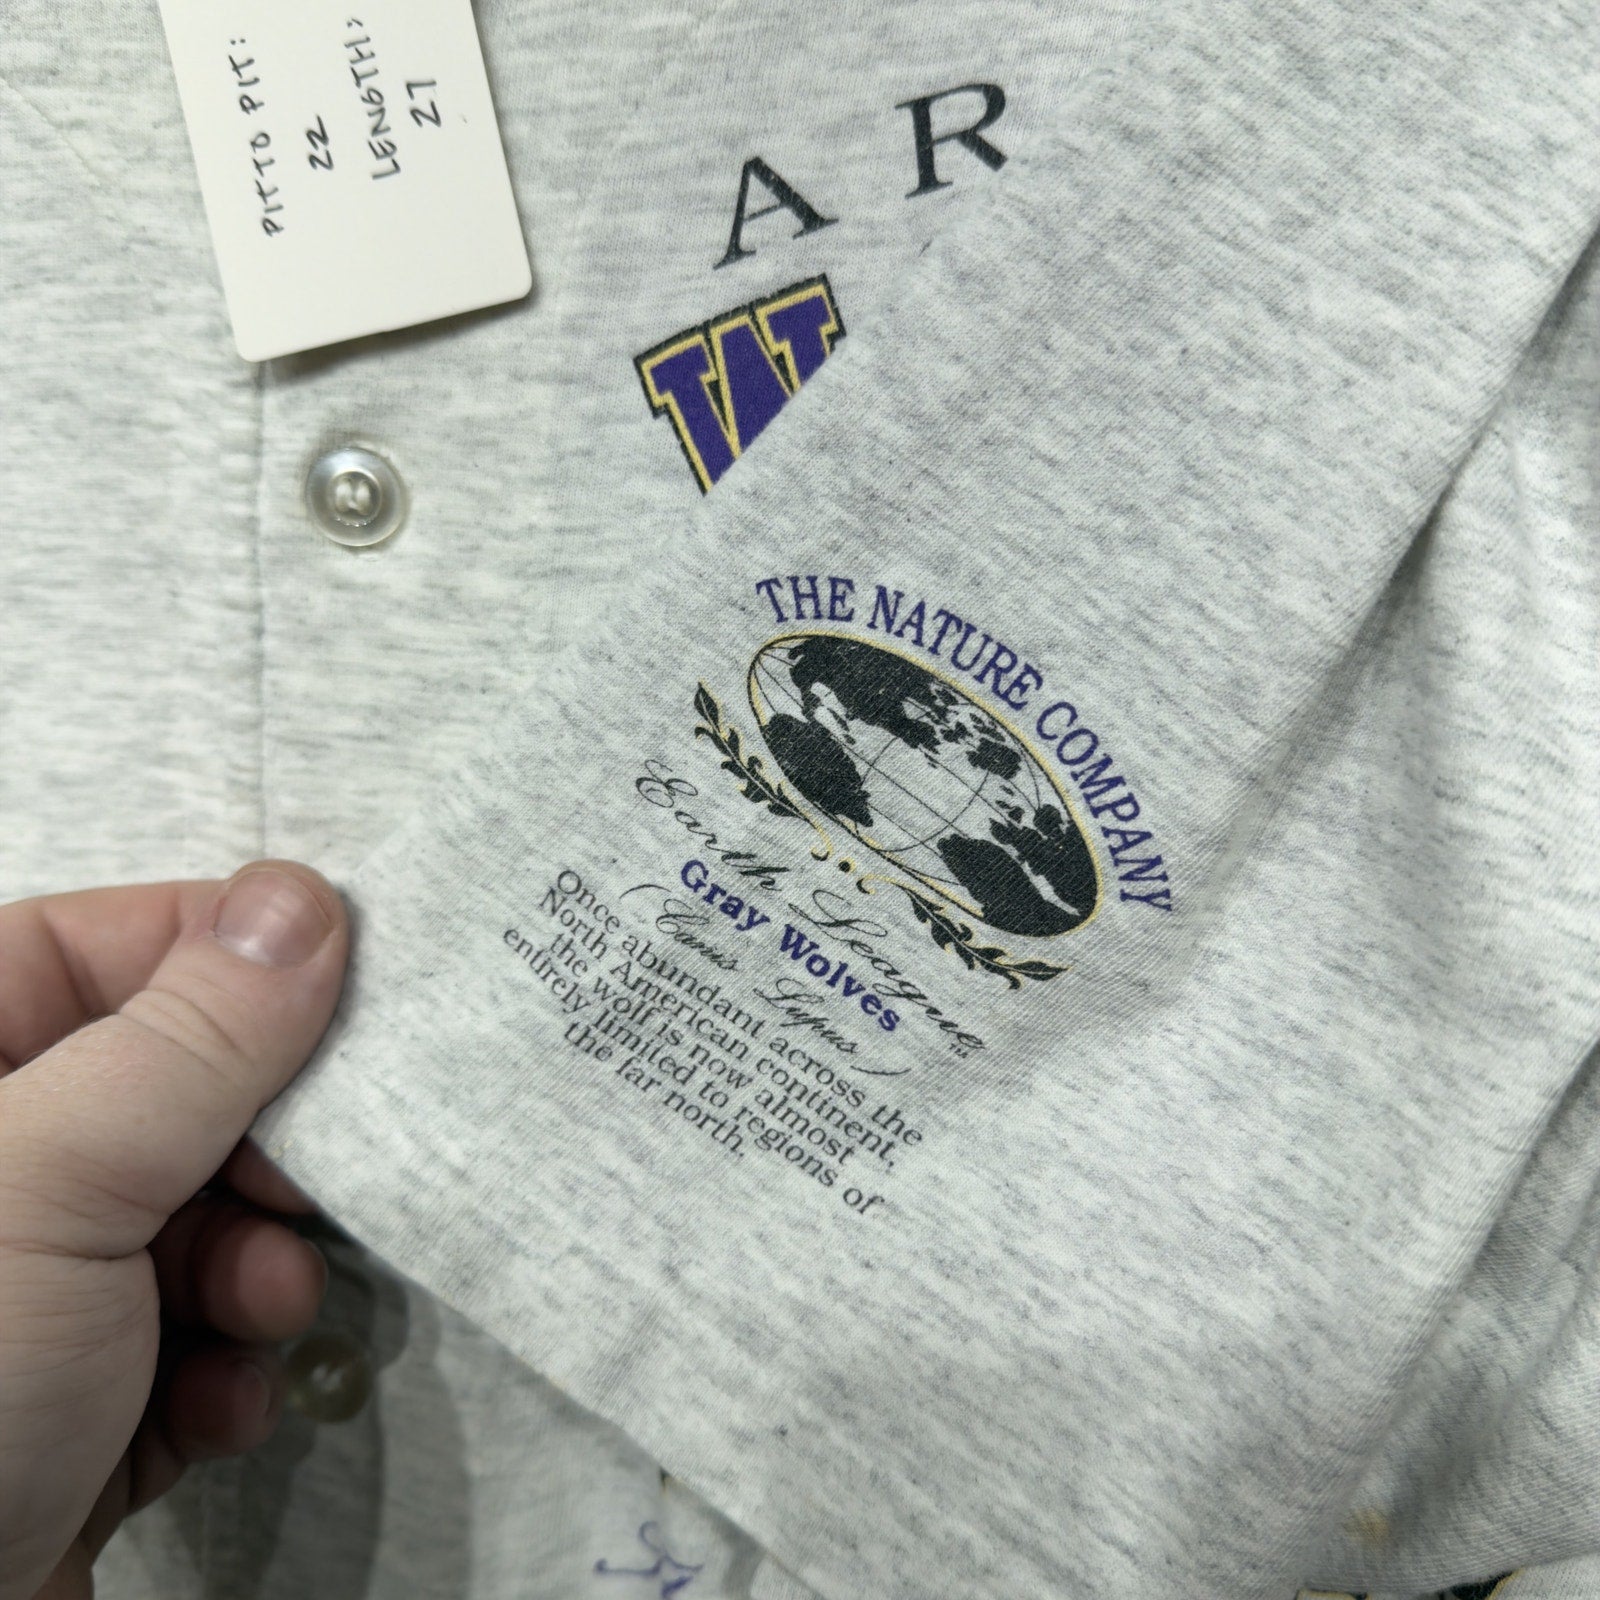 PIT TO PIT:
22
LENGTH:
27
A R
W
THE NATURE COMPANY
Earth League™
Gray Wolves
(Canis Lupus)
Once abundant across the
North American continent,
the wolf is now almost
entirely limited to regions of
the far north.